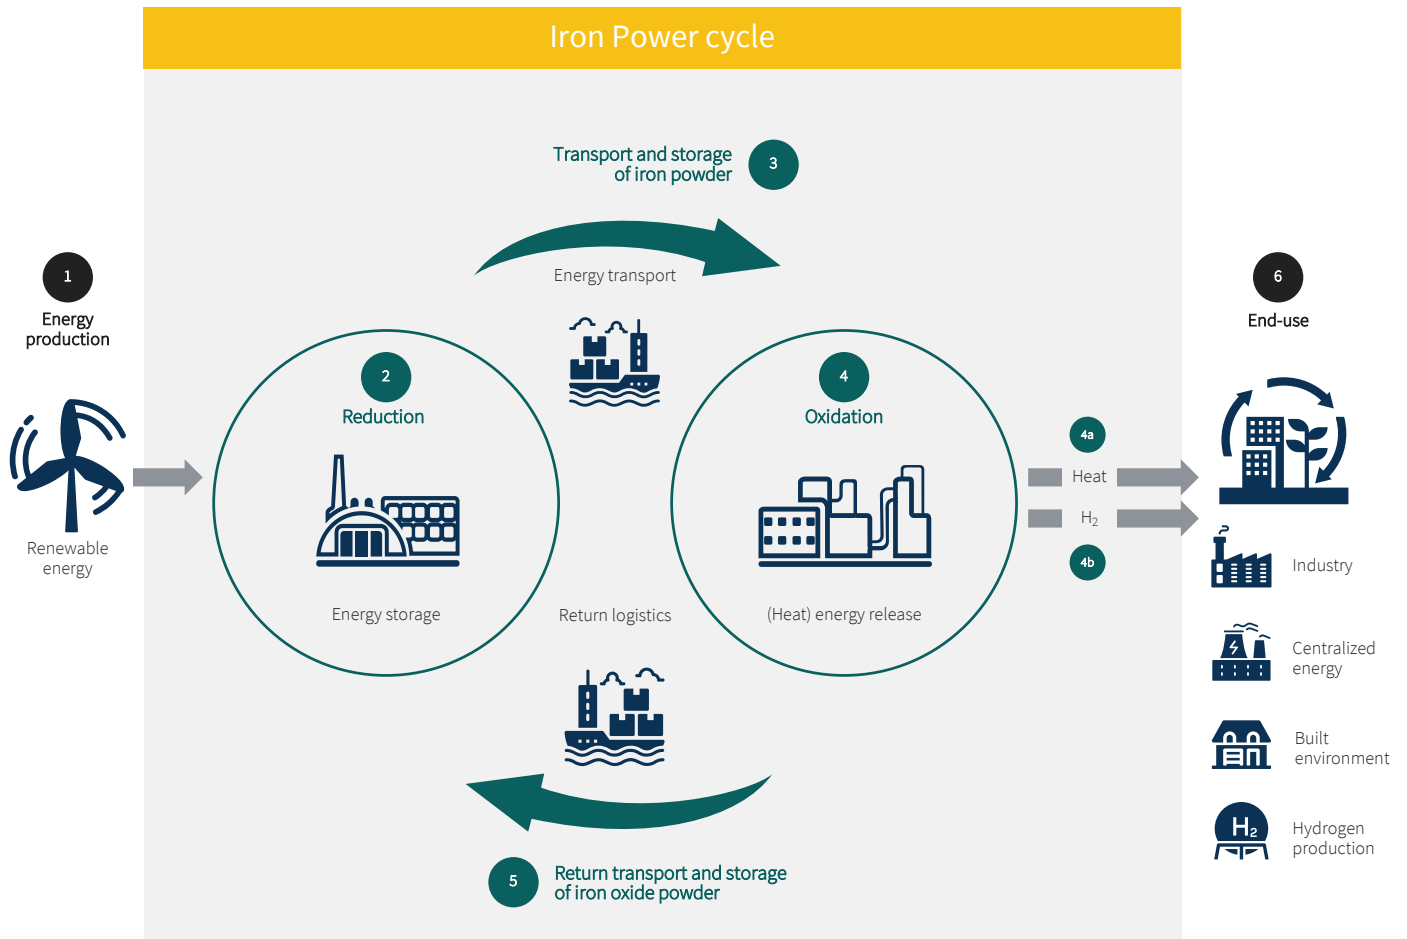 Iron Power cycle
1
Energy
production
Renewable
energy
Transport and storage
of iron powder
3
Energy transport
2
Reduction
Energy storage
4
Oxidation
(Heat) energy release
Return logistics
5
Return transport and storage
of iron oxide powder
4a
Heat
H₂
4b
6
End-use
Industry
Centralized
energy
Built
environment
H₂
Hydrogen
production